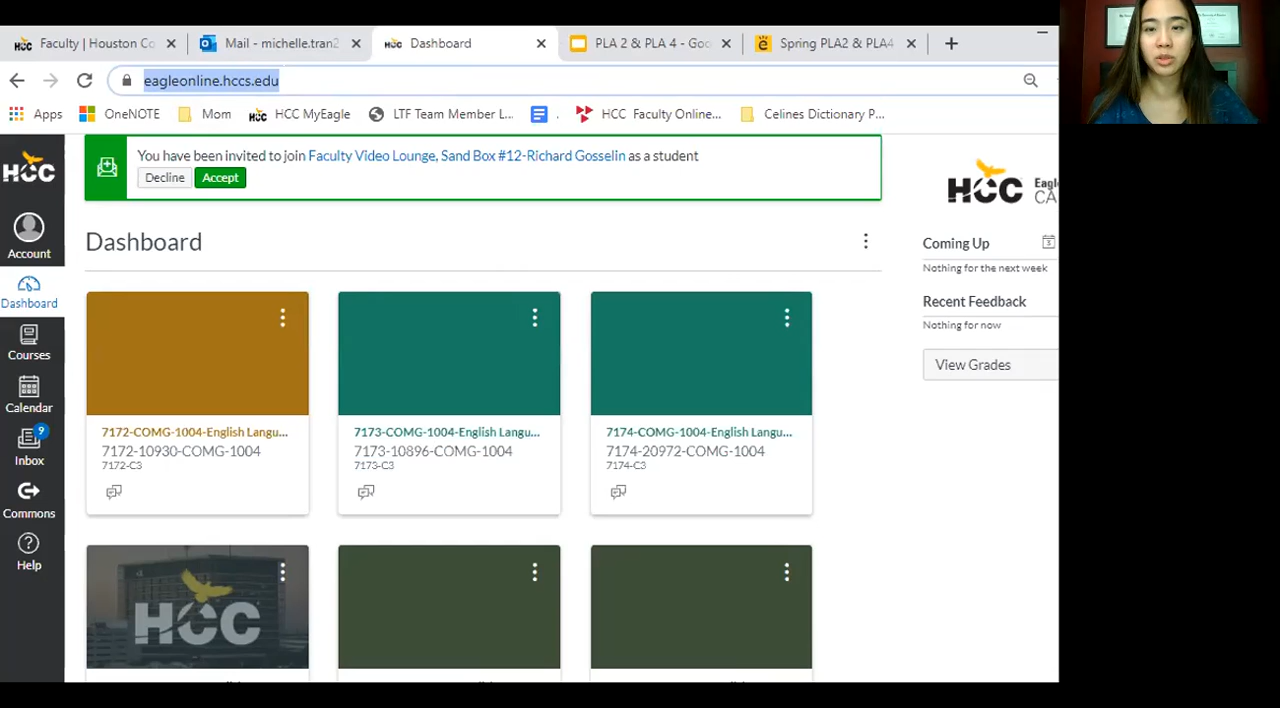 HCC Faculty | Houston Co
Mail - michelle.tran2
HCC Dashboard
PLA 2 & PLA 4 - Goo
Spring PLA2 & PLA4
eagleonline.hccs.edu
Apps
OneNOTE
Mom
HCC HCC MyEagle
LTF Team Member L...
.
HCC Faculty Online...
Celines Dictionary P...
HCC
Account
Dashboard
Courses
Calendar
9
Inbox
Commons
Help
You have been invited to join Faculty Video Lounge, Sand Box #12-Richard Gosselin as a student
Decline
Accept
Dashboard
7172-COMG-1004-English Langu...
7172-10930-COMG-1004
7172-C3
7173-COMG-1004-English Langu...
7173-10896-COMG-1004
7173-C3
7174-COMG-1004-English Langu...
7174-20972-COMG-1004
7174-C3
HCC
HCC Eagl
CA
Coming Up
Nothing for the next week
Recent Feedback
Nothing for now
View Grades